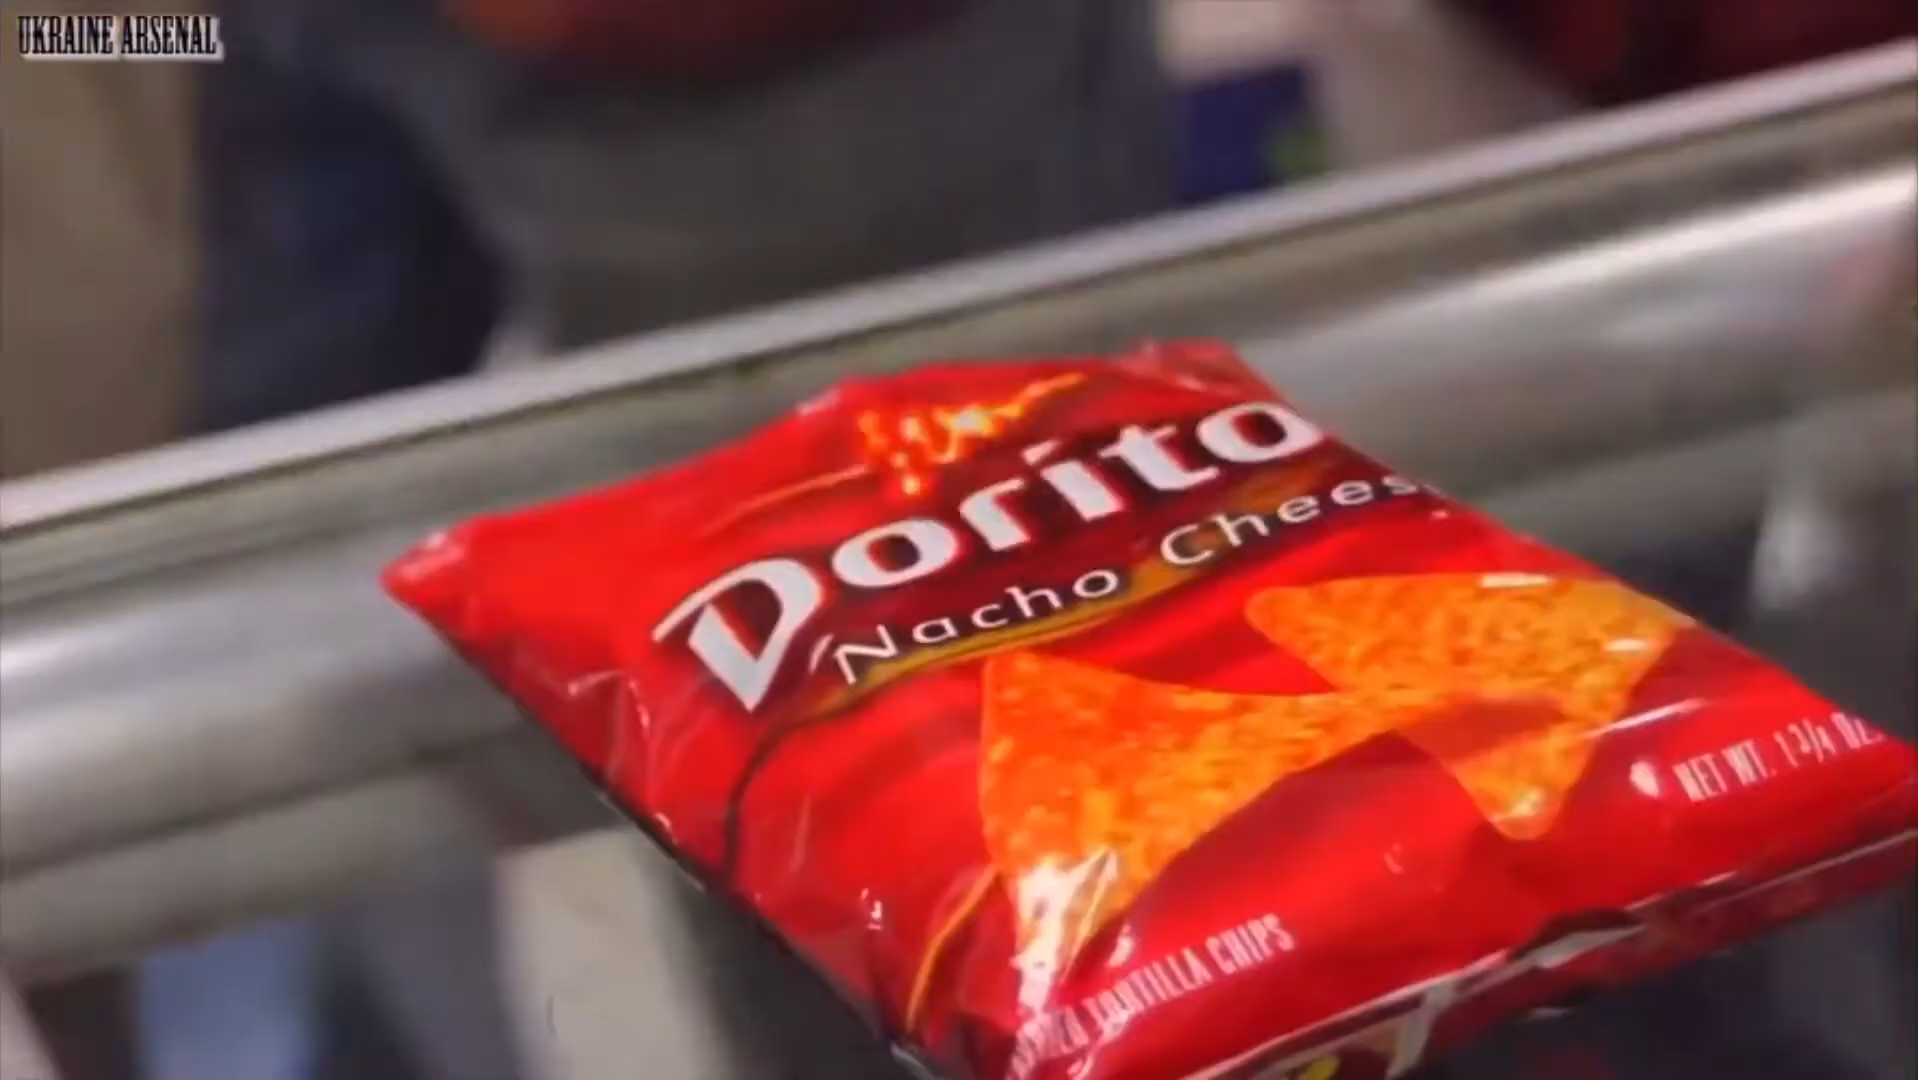 UKRAINE ARSENAL
Dorito
Nacho Chees
NET WT. 1 3/4 OZ.
TORTILLA CHIPS